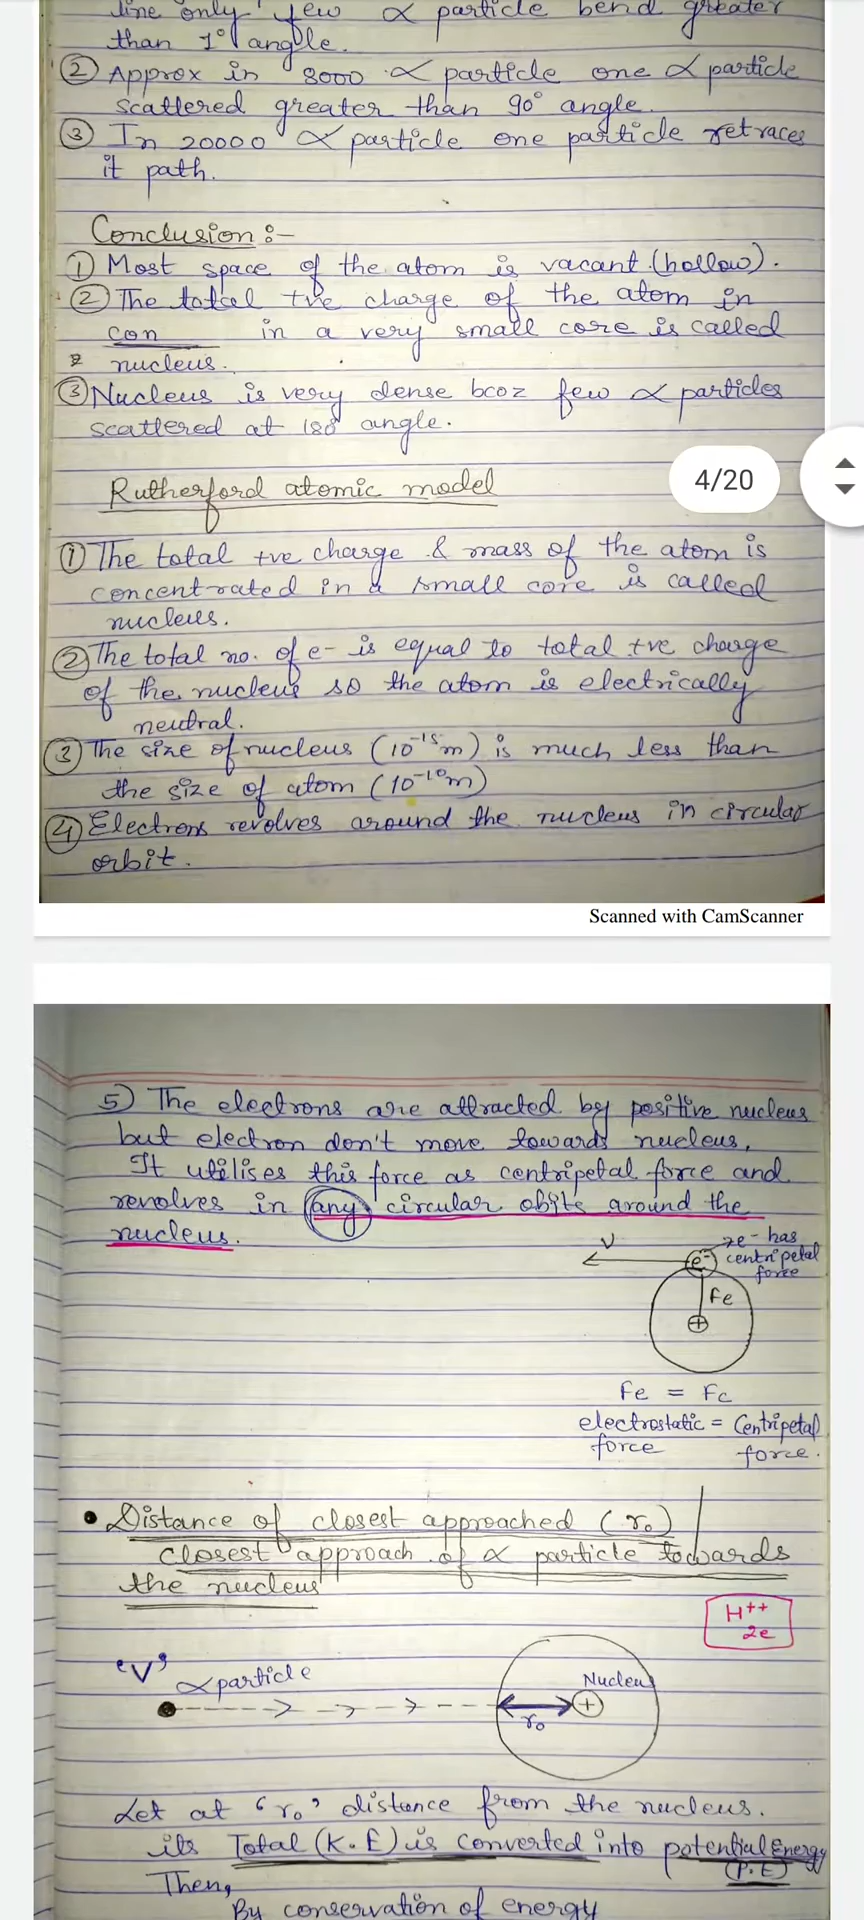 line only few ∝ particle bend greater
than 1° angle.
② Approx in 8000 ∝ particle one ∝ particle
scattered greater than 90° angle.
③ In 20000 ∝ particle one particle retraces
it path.
Conclusion :-
① Most space of the atom is vacant (hollow).
② The total +ve charge of the atom in
con in a very small core is called
nucleus.
③ Nucleus is very dense bcoz few ∝ particles
scattered at 180° angle.
Rutherford atomic model
4/20
① The total +ve charge & mass of the atom is
concentrated in a small core is called
nucleus.
② The total no. of e- is equal to total +ve charge
of the nucleus so the atom is electrically
neutral.
③ The size of nucleus (10⁻¹⁵m) is much less than
the size of atom (10⁻¹⁰m)
④ Electrons revolves around the nucleus in circular
orbit.
Scanned with CamScanner
5) The electrons are attracted by positive nucleus
but electron don't move towards nucleus,
It utilises this force as centripetal force and
revolves in any circular obits around the
nucleus.
V
e- has
centripetal
force
e-
Fe
+
Fe = Fc
electrostatic = Centripetal
force force.
• Distance of closest approached (r₀)
closest approach of ∝ particle towards
the nucleus
H++
2e
'V'
∝ particle
Nucleus
+
r₀
Let at 'r₀' distance from the nucleus.
its Total (K.E) is converted into potential Energy
(P.E)
Then,
By conservation of energy